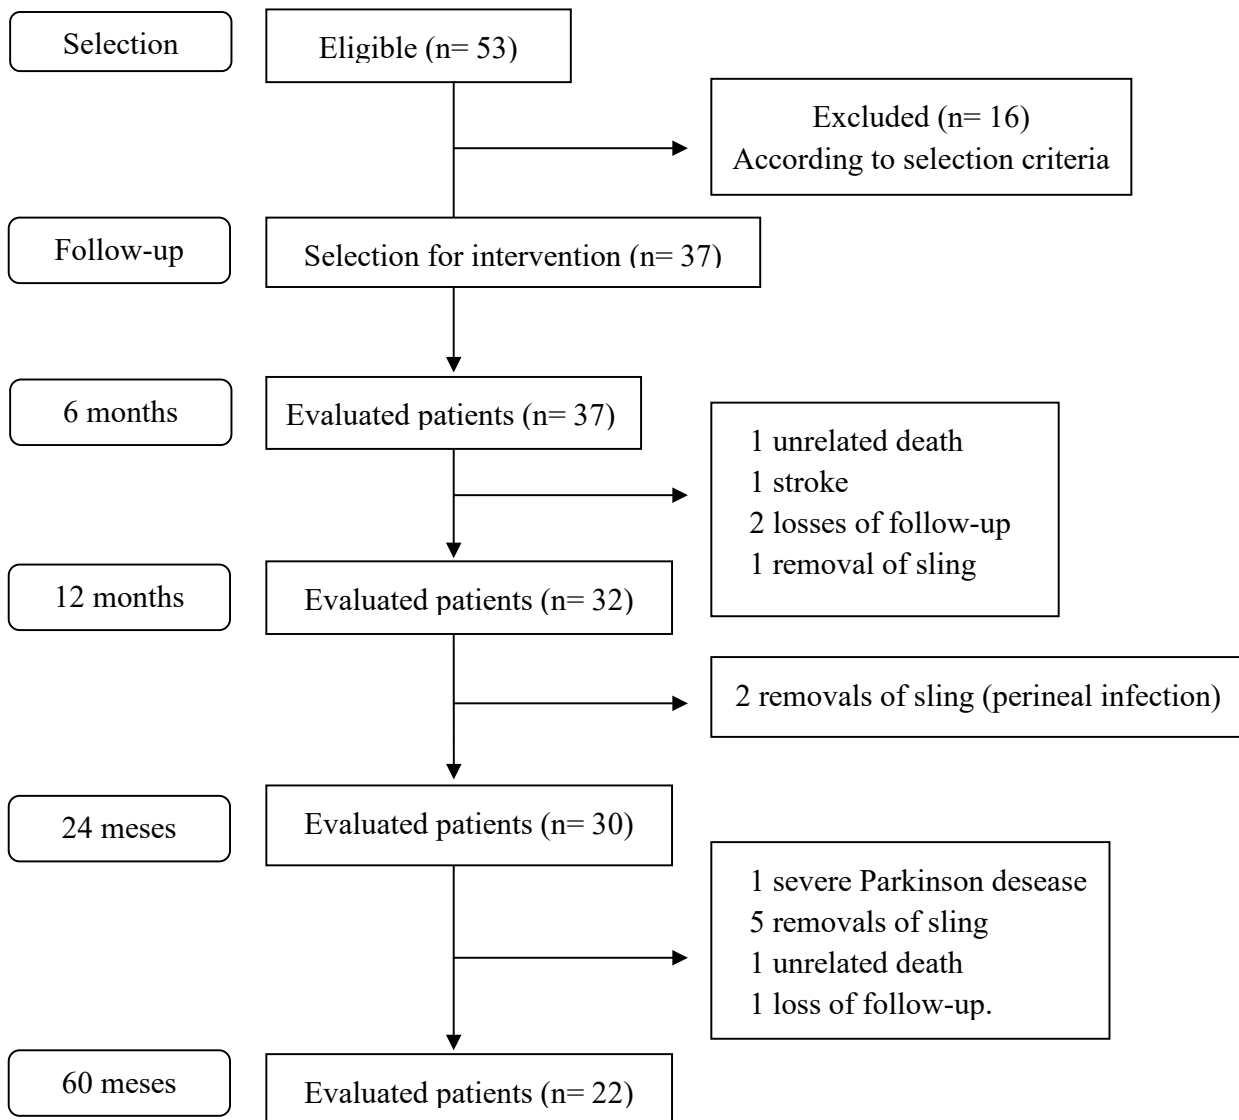 Selection
Eligible (n= 53)
Excluded (n= 16)
According to selection criteria
Follow-up
Selection for intervention (n= 37)
6 months
Evaluated patients (n= 37)
1 unrelated death
1 stroke
2 losses of follow-up
1 removal of sling
12 months
Evaluated patients (n= 32)
2 removals of sling (perineal infection)
24 meses
Evaluated patients (n= 30)
1 severe Parkinson desease
5 removals of sling
1 unrelated death
1 loss of follow-up.
60 meses
Evaluated patients (n= 22)